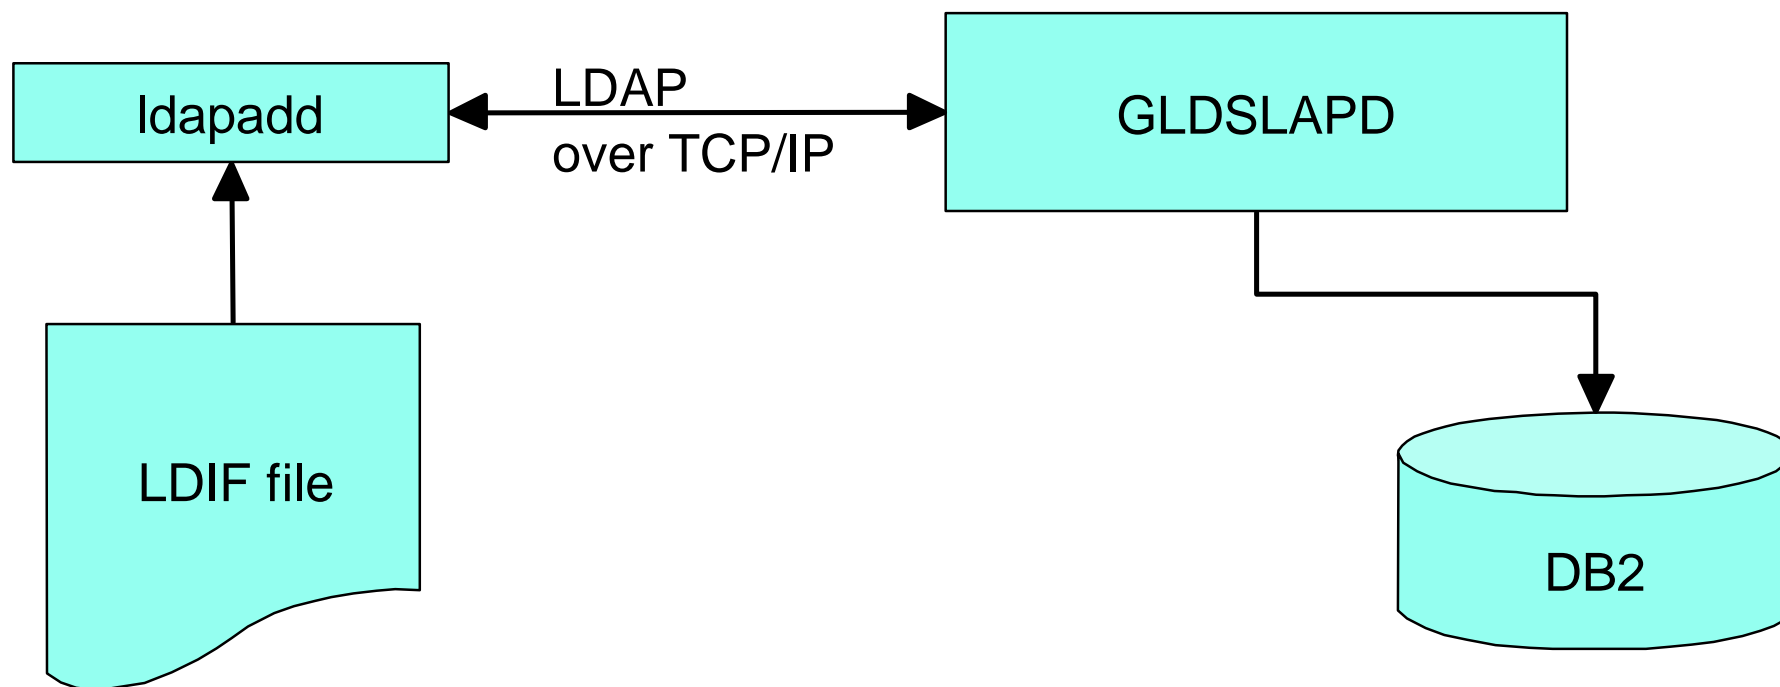 ldapadd
LDAP
over TCP/IP
GLDSLAPD
LDIF file
DB2